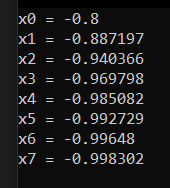 x0 = -0.8
x1 = -0.887197
x2 = -0.940366
x3 = -0.969798
x4 = -0.985082
x5 = -0.992729
x6 = -0.99648
x7 = -0.998302